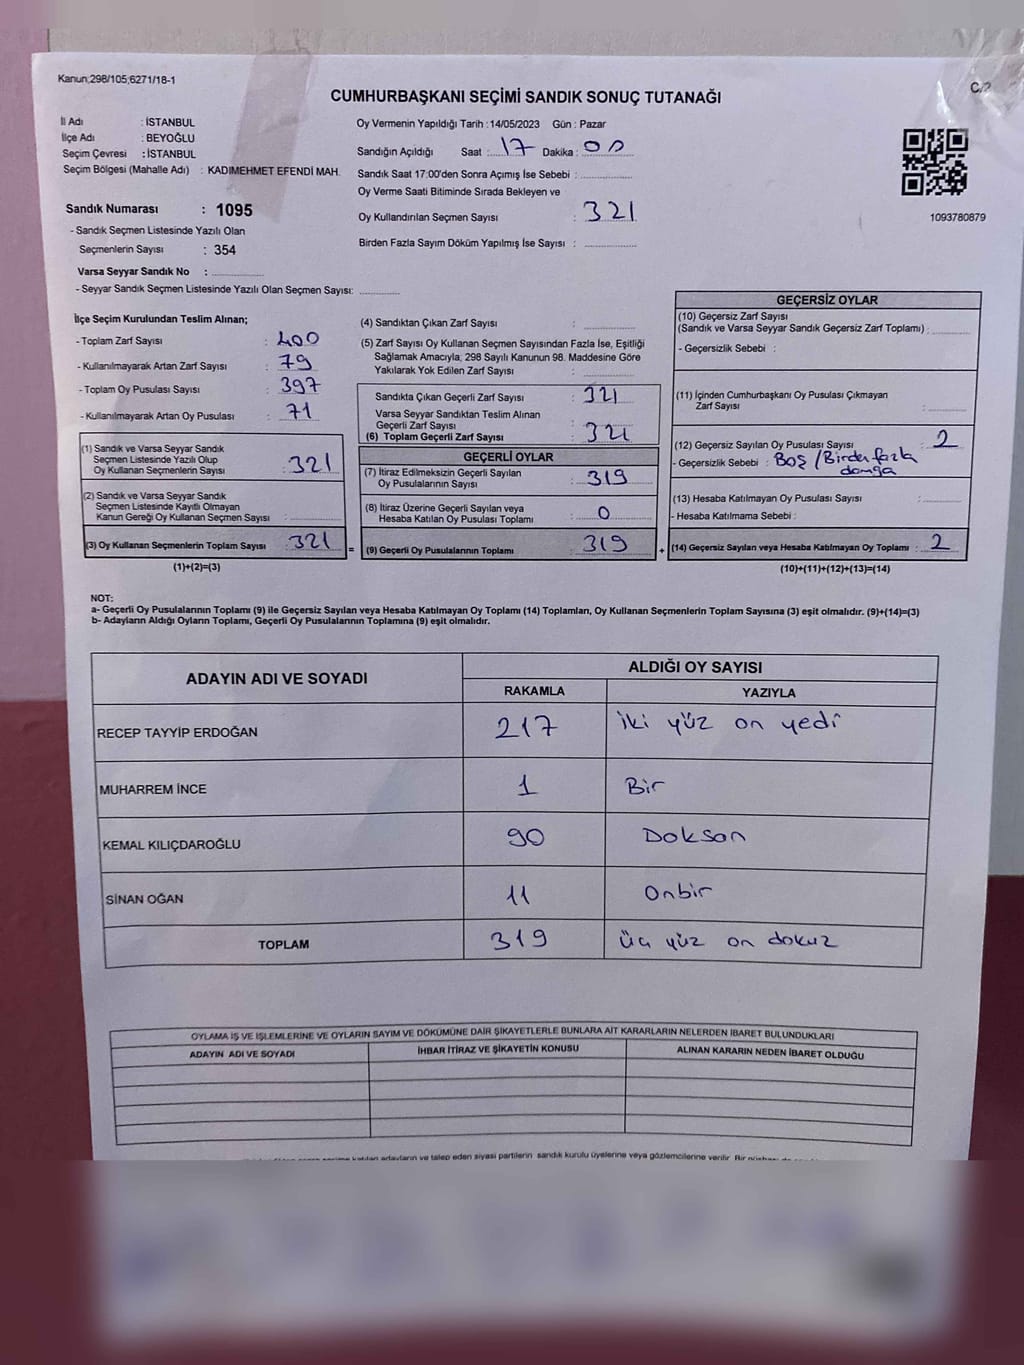 Kanun;298/105;6271/18-1
C/2
CUMHURBAŞKANI SEÇİMİ SANDIK SONUÇ TUTANAĞI
İl Adı : İSTANBUL
İlçe Adı : BEYOĞLU
Seçim Çevresi : İSTANBUL
Seçim Bölgesi (Mahalle Adı) : KADIMEHMET EFENDİ MAH.
Sandık Numarası : 1095
- Sandık Seçmen Listesinde Yazılı Olan
Seçmenlerin Sayısı : 354
Varsa Seyyar Sandık No :
- Seyyar Sandık Seçmen Listesinde Yazılı Olan Seçmen Sayısı:
Oy Vermenin Yapıldığı Tarih : 14/05/2023 Gün : Pazar
Sandığın Açıldığı Saat : 17 Dakika : 00
Sandık Saat 17:00'den Sonra Açımış İse Sebebi :
Oy Verme Saati Bitiminde Sırada Bekleyen ve
Oy Kullandırılan Seçmen Sayısı : 321
Birden Fazla Sayım Döküm Yapılmış İse Sayısı :
1093780879
İlçe Seçim Kurulundan Teslim Alınan;
- Toplam Zarf Sayısı : 400
- Kullanılmayarak Artan Zarf Sayısı : 79
- Toplam Oy Pusulası Sayısı : 397
- Kullanılmayarak Artan Oy Pusulası : 71
(1) Sandık ve Varsa Seyyar Sandık
Seçmen Listesinde Yazılı Olup
Oy Kullanan Seçmenlerin Sayısı : 321
(2) Sandık ve Varsa Seyyar Sandık
Seçmen Listesinde Kayıtlı Olmayan
Kanun Gereği Oy Kullanan Seçmen Sayısı :
(3) Oy Kullanan Seçmenlerin Toplam Sayısı : 321 =
(1)+(2)=(3)
(4) Sandıktan Çıkan Zarf Sayısı :
(5) Zarf Sayısı Oy Kullanan Seçmen Sayısından Fazla İse, Eşitliği
Sağlamak Amacıyla, 298 Sayılı Kanunun 98. Maddesine Göre
Yakılarak Yok Edilen Zarf Sayısı :
Sandıkta Çıkan Geçerli Zarf Sayısı : 321
Varsa Seyyar Sandıktan Teslim Alınan
Geçerli Zarf Sayısı :
(6) Toplam Geçerli Zarf Sayısı : 321
GEÇERLİ OYLAR
(7) İtiraz Edilmeksizin Geçerli Sayılan
Oy Pusulalarının Sayısı : 319
(8) İtiraz Üzerine Geçerli Sayılan veya
Hesaba Katılan Oy Pusulası Toplamı : 0
(9) Geçerli Oy Pusulalarının Toplamı : 319 +
GEÇERSİZ OYLAR
(10) Geçersiz Zarf Sayısı
(Sandık ve Varsa Seyyar Sandık Geçersiz Zarf Toplamı) :
- Geçersizlik Sebebi :
(11) İçinden Cumhurbaşkanı Oy Pusulası Çıkmayan
Zarf Sayısı :
(12) Geçersiz Sayılan Oy Pusulası Sayısı : 2
- Geçersizlik Sebebi : Boş / Birden fazla
damga
(13) Hesaba Katılmayan Oy Pusulası Sayısı :
- Hesaba Katılmama Sebebi :
(14) Geçersiz Sayılan veya Hesaba Katılmayan Oy Toplamı : 2
(10)+(11)+(12)+(13)=(14)
NOT:
a- Geçerli Oy Pusulalarının Toplamı (9) ile Geçersiz Sayılan veya Hesaba Katılmayan Oy Toplamı (14) Toplamları, Oy Kullanan Seçmenlerin Toplam Sayısına (3) eşit olmalıdır. (9)+(14)=(3)
b- Adayların Aldığı Oyların Toplamı, Geçerli Oy Pusulalarının Toplamına (9) eşit olmalıdır.
ADAYIN ADI VE SOYADI
ALDIĞI OY SAYISI
RAKAMLA YAZIYLA
RECEP TAYYİP ERDOĞAN 217 iki yüz on yedi
MUHARREM İNCE 1 Bir
KEMAL KILIÇDAROĞLU 90 Doksan
SİNAN OĞAN 11 Onbir
TOPLAM 319 üç yüz on dokuz
OYLAMA İŞ VE İŞLEMLERİNE VE OYLARIN SAYIM VE DÖKÜMÜNE DAİR ŞİKAYETLERLE BUNLARA AİT KARARLARIN NELERDEN İBARET BULUNDUKLARI
ADAYIN ADI VE SOYADI İHBAR İTİRAZ VE ŞİKAYETİN KONUSU ALINAN KARARIN NEDEN İBARET OLDUĞU
katılan adayların ve talep eden siyasi partilerin sandık kurulu üyelerine veya gözlemcilerine verilir. Bir